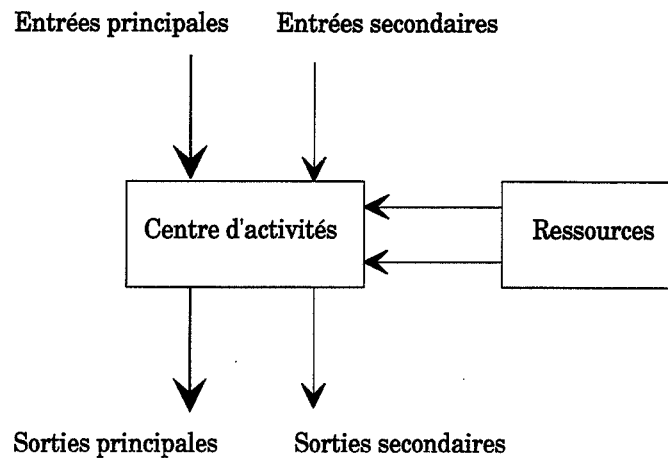 Entrées principales
Entrées secondaires
Centre d'activités
Ressources
Sorties principales
Sorties secondaires